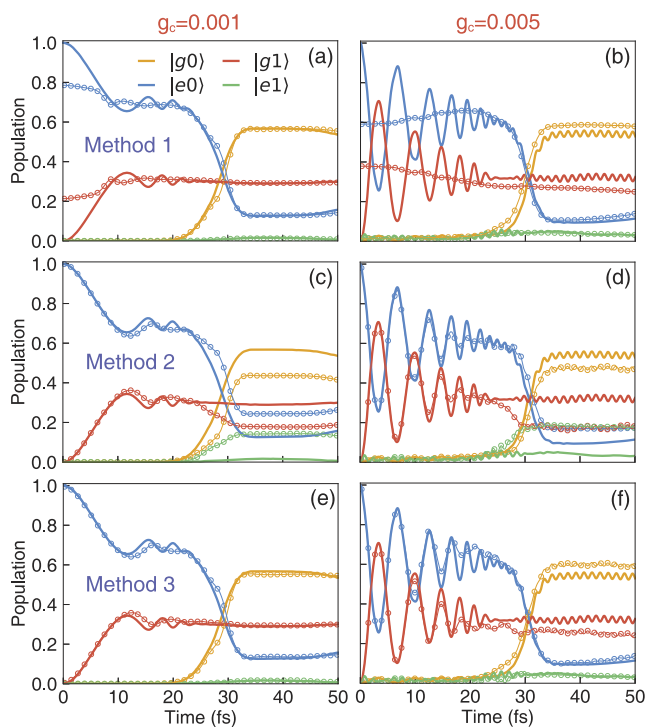 g_c=0.001 g_c=0.005
|g0⟩ |g1⟩
|e0⟩ |e1⟩
(a) (b)
Method 1
Population
1.0
0.8
0.6
0.4
0.2
0.0
(c) (d)
Method 2
Population
1.0
0.8
0.6
0.4
0.2
0.0
(e) (f)
Method 3
Population
1.0
0.8
0.6
0.4
0.2
0.0
0 10 20 30 40 50 0 10 20 30 40 50
Time (fs) Time (fs)